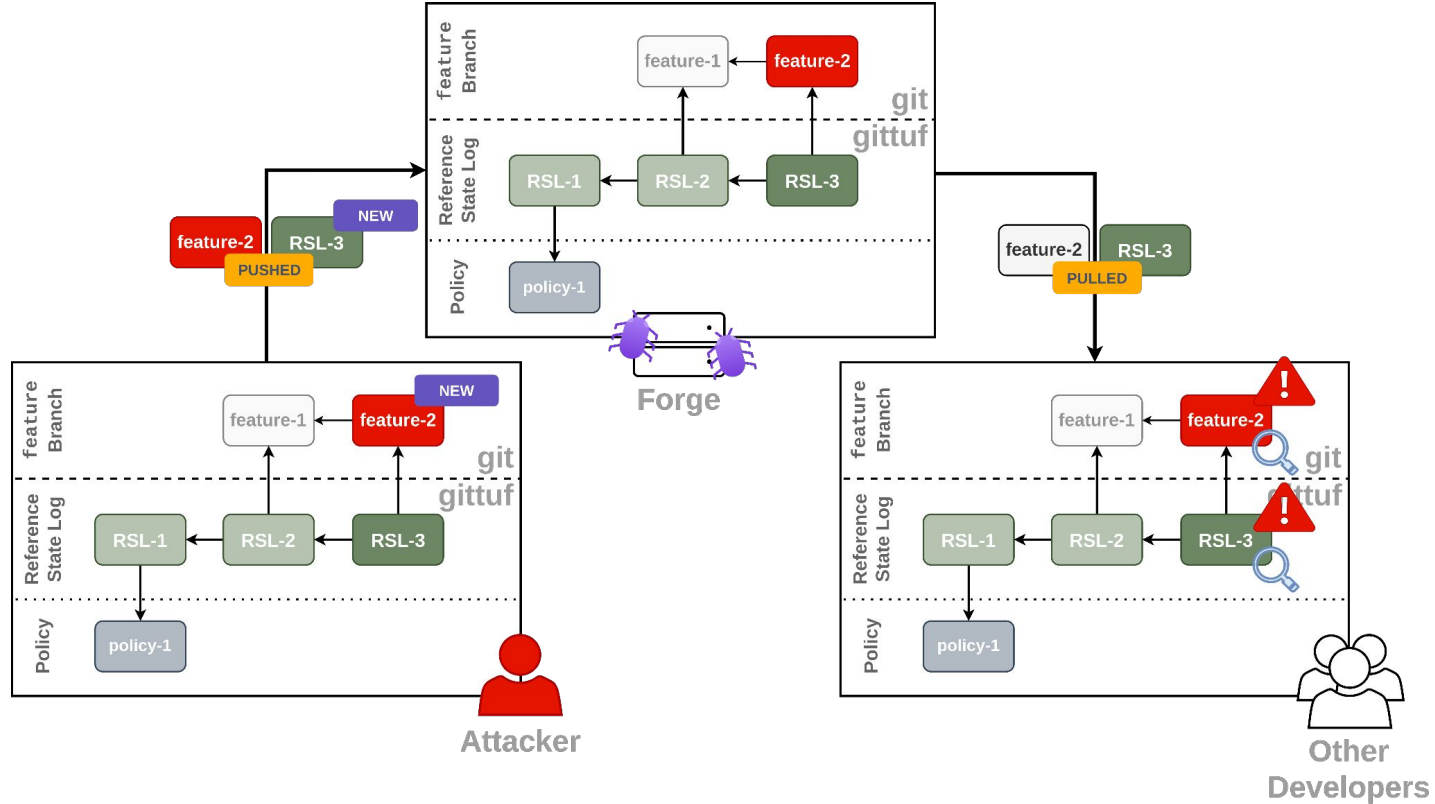 feature
Branch
feature-1
feature-2
git
gittuf
Reference
State Log
RSL-1
RSL-2
RSL-3
Policy
policy-1
Forge
feature-2
RSL-3
NEW
PUSHED
feature-2
RSL-3
PULLED
feature
Branch
feature-1
feature-2
NEW
git
gittuf
Reference
State Log
RSL-1
RSL-2
RSL-3
Policy
policy-1
Attacker
feature
Branch
feature-1
feature-2
!
git
gittuf
Reference
State Log
RSL-1
RSL-2
RSL-3
!
Policy
policy-1
Other
Developers